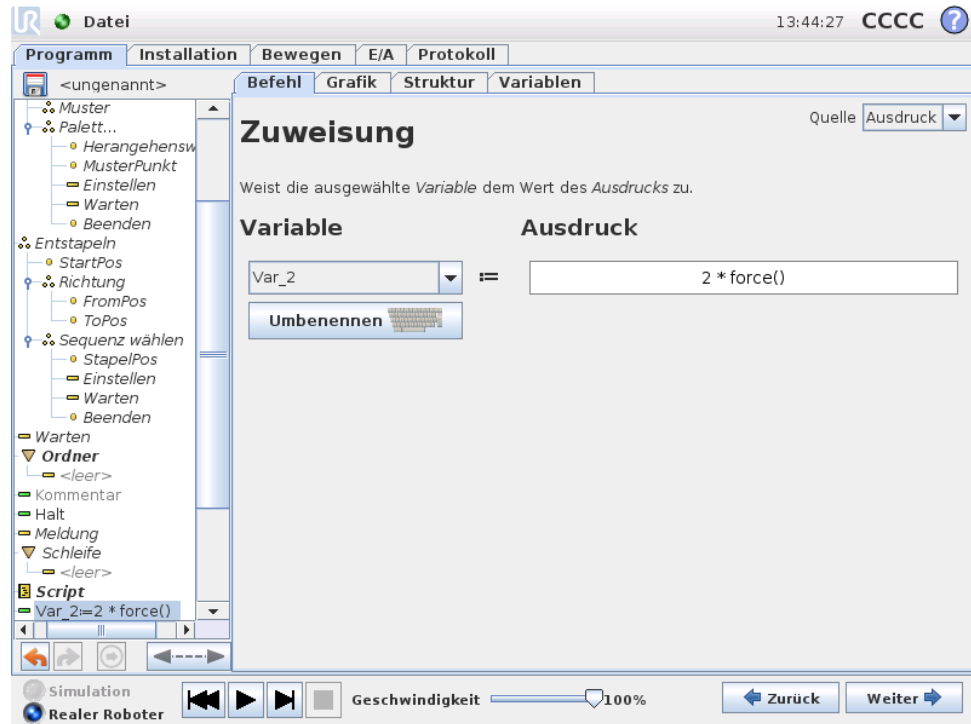 UR Datei 13:44:27 CCCC ?
Programm Installation Bewegen E/A Protokoll
<ungenannt> Befehl Grafik Struktur Variablen
Muster
Palett...
Herangehensw
MusterPunkt
Einstellen
Warten
Beenden
Entstapeln
StartPos
Richtung
FromPos
ToPos
Sequenz wählen
StapelPos
Einstellen
Warten
Beenden
Warten
Ordner
<leer>
Kommentar
Halt
Meldung
Schleife
<leer>
Script
Var_2:=2 * force()
Quelle Ausdruck
Zuweisung
Weist die ausgewählte Variable dem Wert des Ausdrucks zu.
Variable Ausdruck
Var_2 := 2 * force()
Umbenennen
Simulation
Realer Roboter
Geschwindigkeit 100%
Zurück Weiter